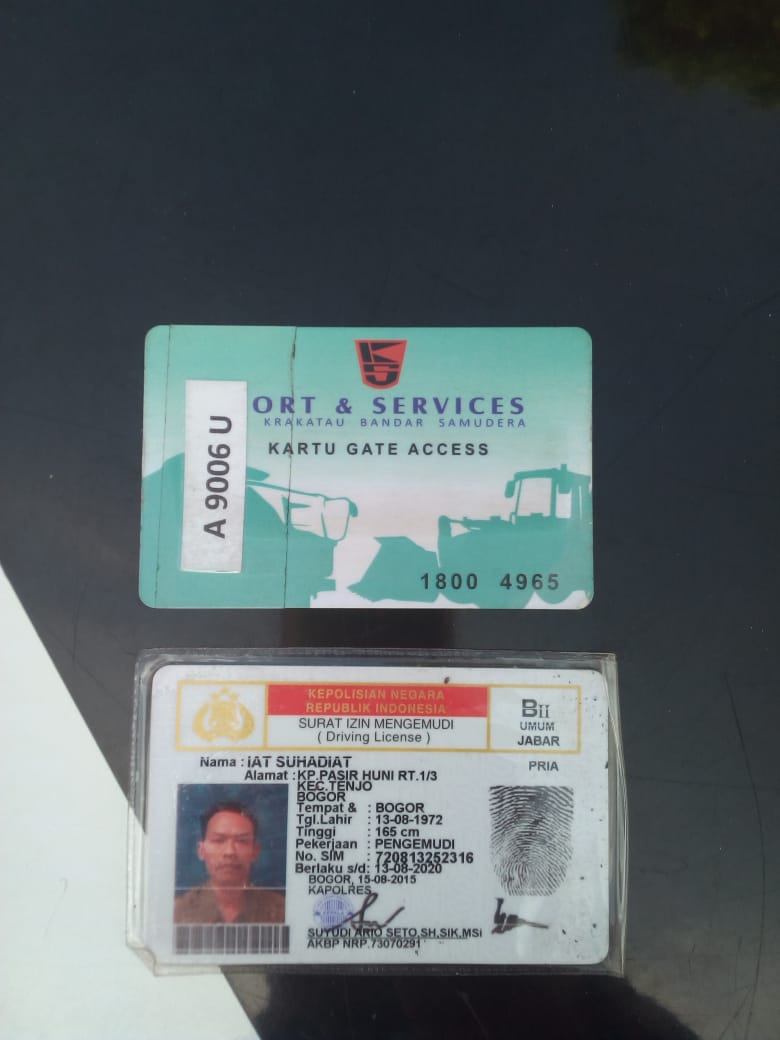 KS
ORT & SERVICES
KRAKATAU BANDAR SAMUDERA
KARTU GATE ACCESS
A 9006 U
1800 4965
KEPOLISIAN NEGARA
REPUBLIK INDONESIA
SURAT IZIN MENGEMUDI
( Driving License )
BII
UMUM
JABAR
PRIA
Nama : IAT SUHADIAT
Alamat : KP.PASIR HUNI RT.1/3
KEC.TENJO
BOGOR
Tempat & : BOGOR
Tgl.Lahir : 13-08-1972
Tinggi : 165 cm
Pekerjaan : PENGEMUDI
No. SIM : 720813252316
Berlaku s/d: 13-08-2020
BOGOR, 15-08-2015
KAPOLRES
SUYUDI ARIO SETO,SH,SIK,MSi
AKBP NRP.73070291